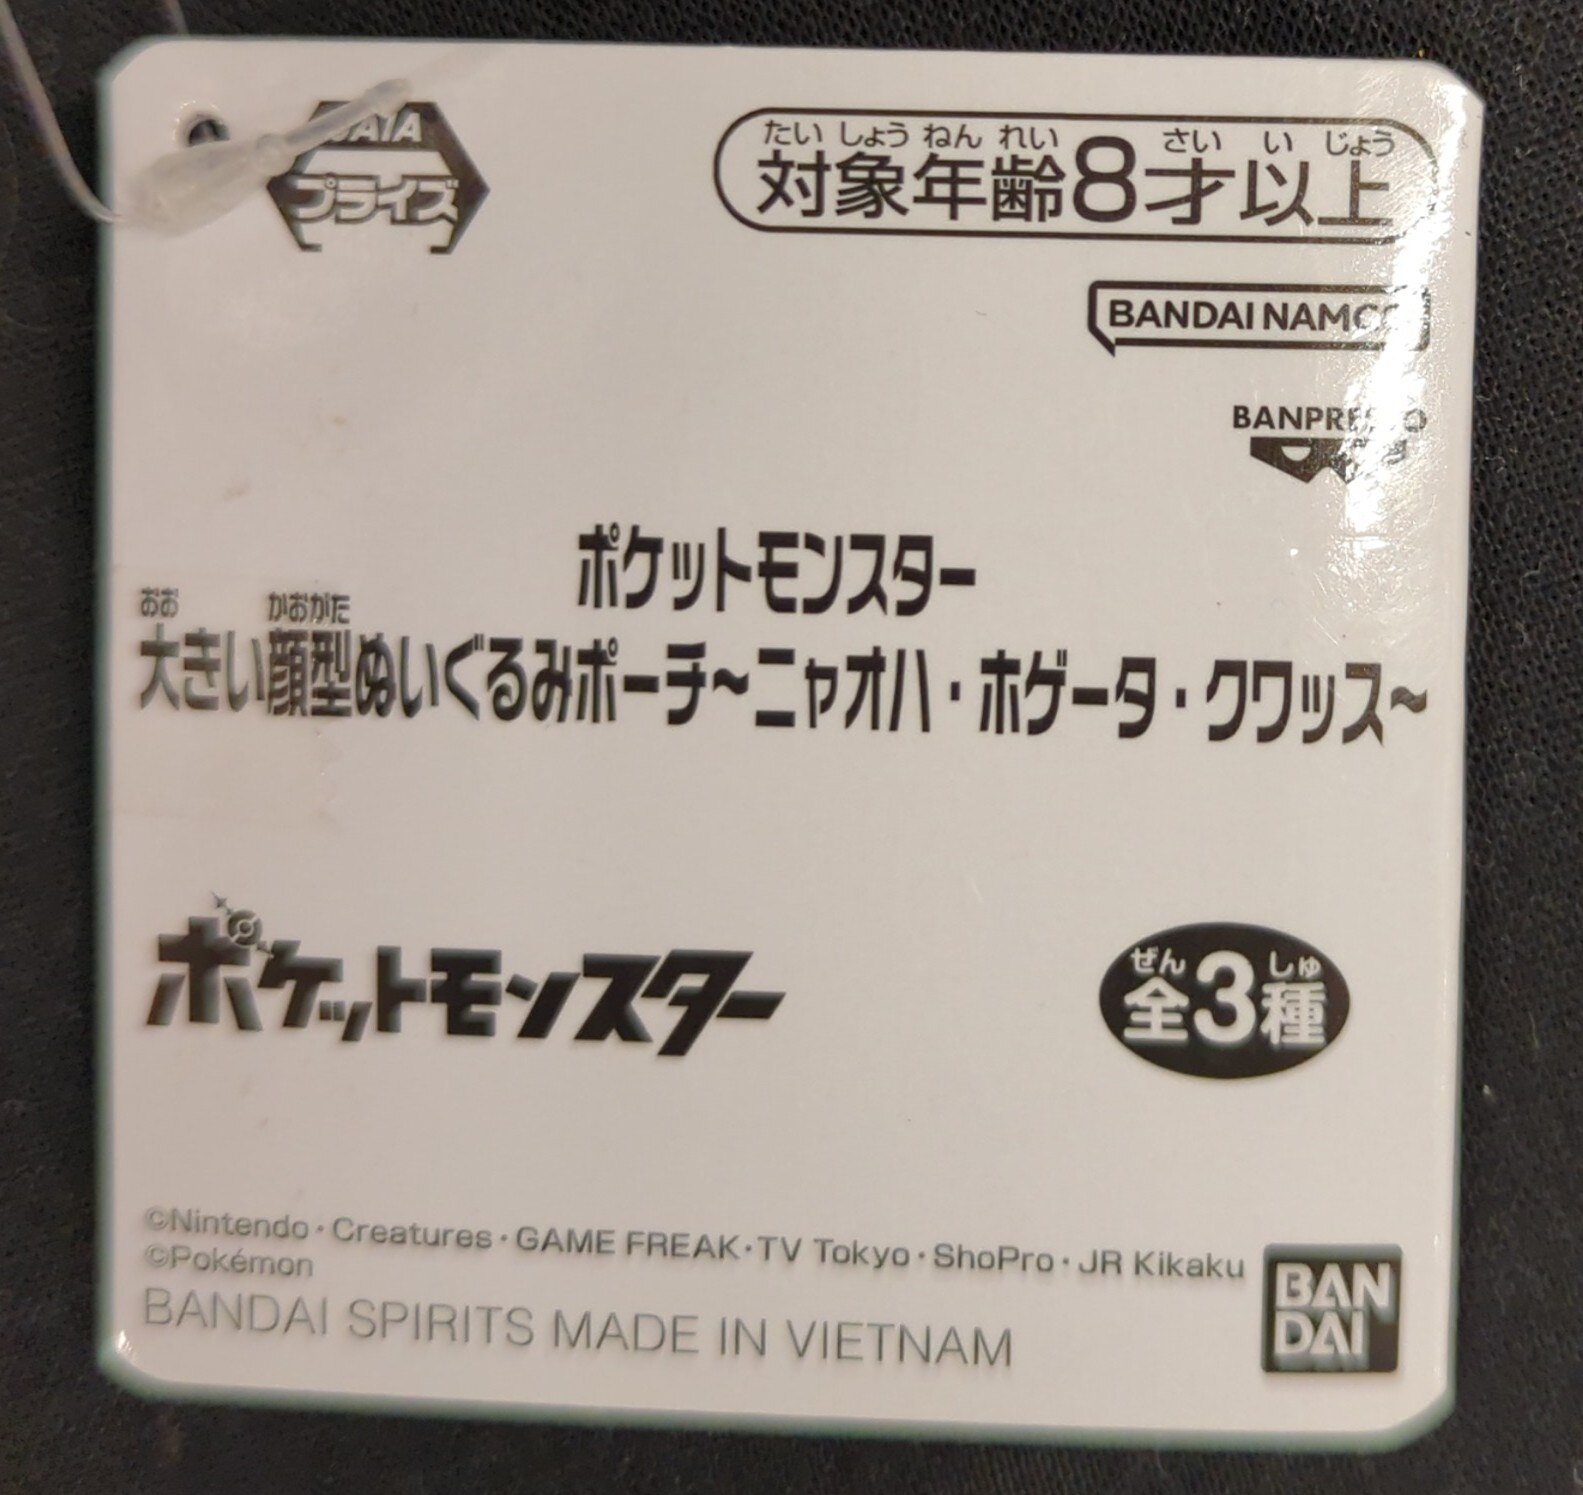 プライズ
たい しょう ねん れい さい い じょう
対象年齢8才以上
BANDAI NAMCO
BANPRESTO
ポケットモンスター
おお かおがた
大きい顔型ぬいぐるみポーチ~ニャオハ・ホゲータ・クワッス~
ポケットモンスター
ぜん しゅ
全3種
©Nintendo・Creatures・GAME FREAK・TV Tokyo・ShoPro・JR Kikaku
©Pokémon
BANDAI SPIRITS MADE IN VIETNAM
BAN
DAI